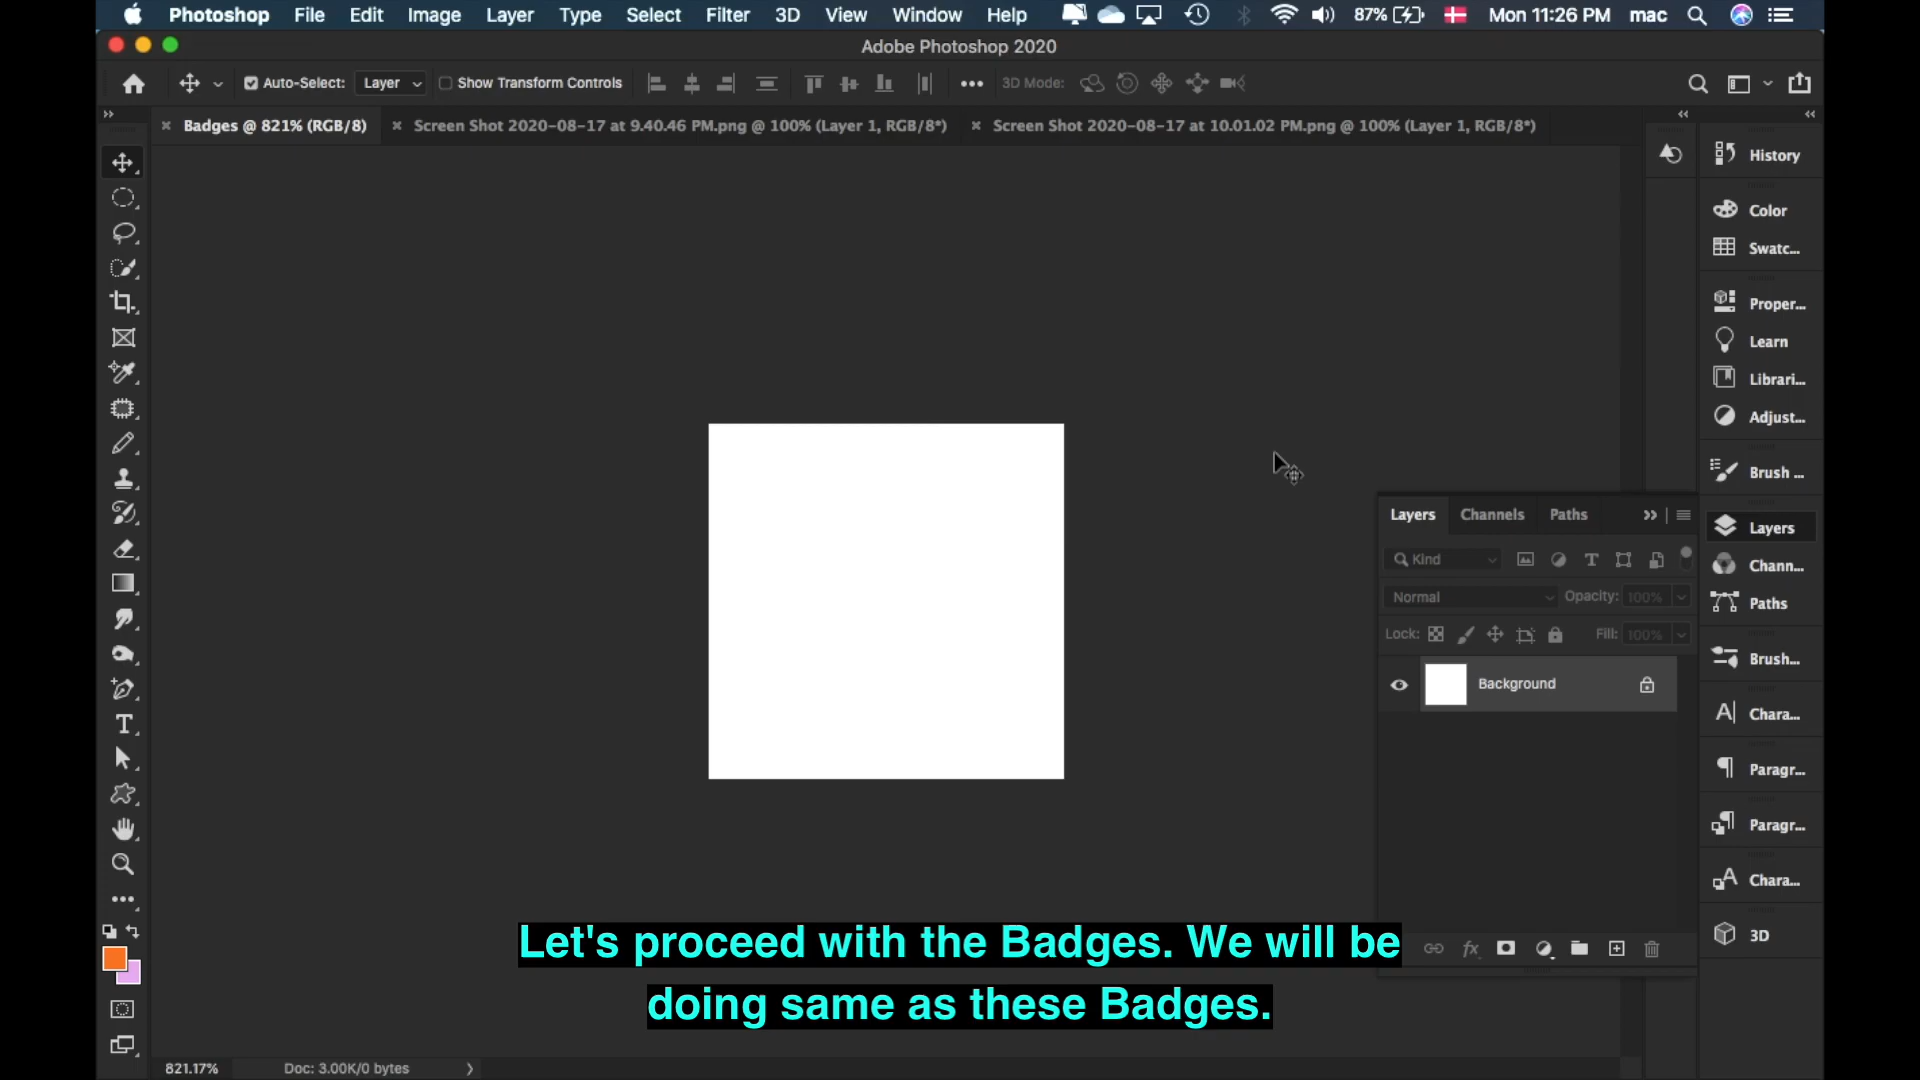 Photoshop File Edit Image Layer Type Select Filter 3D View Window Help 87% Mon 11:26 PM mac
Adobe Photoshop 2020
Auto-Select: Layer Show Transform Controls 3D Mode:
Badges @ 821% (RGB/8) Screen Shot 2020-08-17 at 9.40.46 PM.png @ 100% (Layer 1, RGB/8*) Screen Shot 2020-08-17 at 10.01.02 PM.png @ 100% (Layer 1, RGB/8*)
History
Color
Swatc...
Proper...
Learn
Librari...
Adjust...
Brush ...
Layers
Chann...
Paths
Brush...
Chara...
Paragr...
Paragr...
Chara...
3D
Layers Channels Paths
Kind
Normal Opacity: 100%
Lock: Fill: 100%
Background
Let's proceed with the Badges. We will be
doing same as these Badges.
821.17% Doc: 3.00K/0 bytes